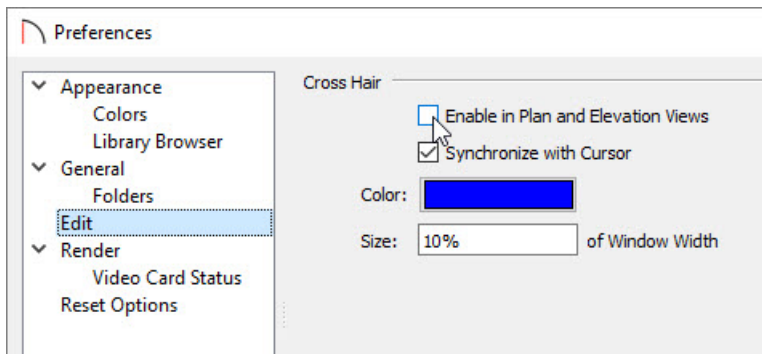 Preferences
Appearance
Colors
Library Browser
General
Folders
Edit
Render
Video Card Status
Reset Options
Cross Hair
Enable in Plan and Elevation Views
Synchronize with Cursor
Color:
Size: 10% of Window Width